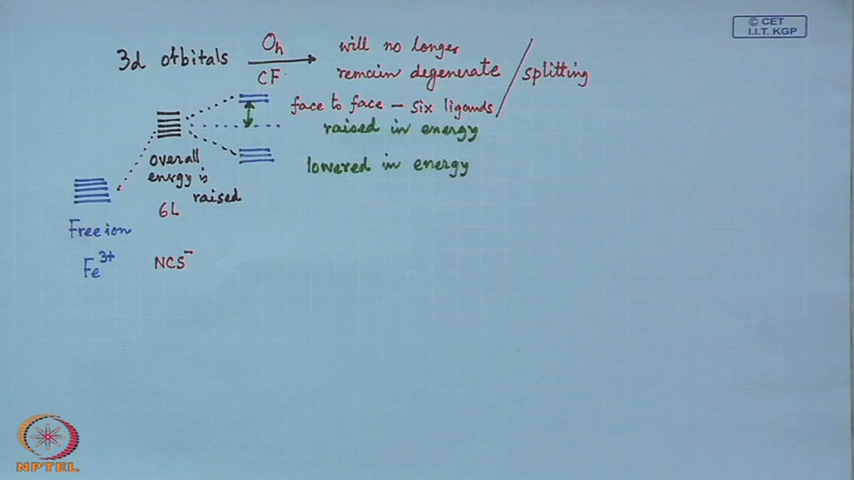 © CET
I.I.T. KGP
3d orbitals Oh CF will no longer
remain degenerate / splitting
face to face – six ligands
raised in energy
overall energy is raised
lowered in energy
6L
Free ion
Fe3+ NCS–
NPTEL